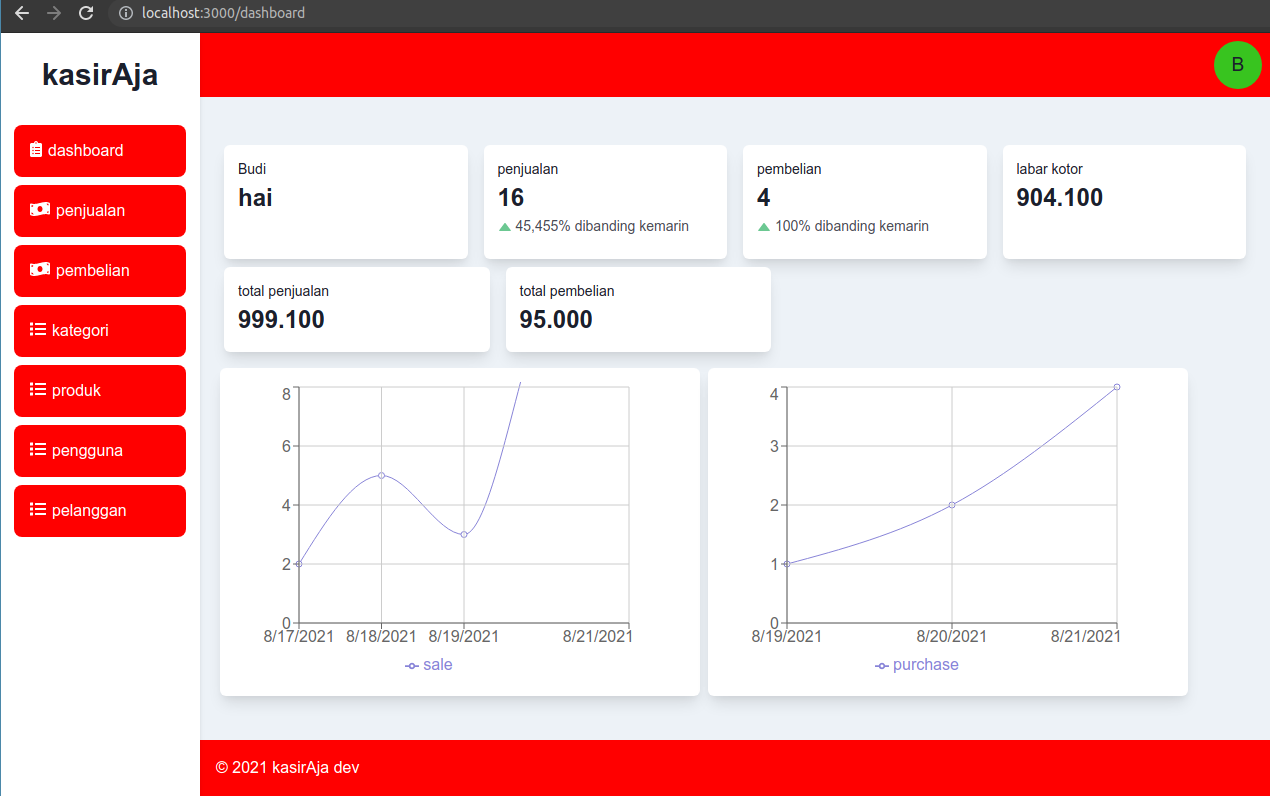 localhost:3000/dashboard
kasirAja
B
dashboard
penjualan
pembelian
kategori
produk
pengguna
pelanggan
Budi
hai
penjualan
16
45,455% dibanding kemarin
pembelian
4
100% dibanding kemarin
labar kotor
904.100
total penjualan
999.100
total pembelian
95.000
8
6
4
2
0
8/17/2021 8/18/2021 8/19/2021 8/21/2021
sale
4
3
2
1
0
8/19/2021 8/20/2021 8/21/2021
purchase
© 2021 kasirAja dev